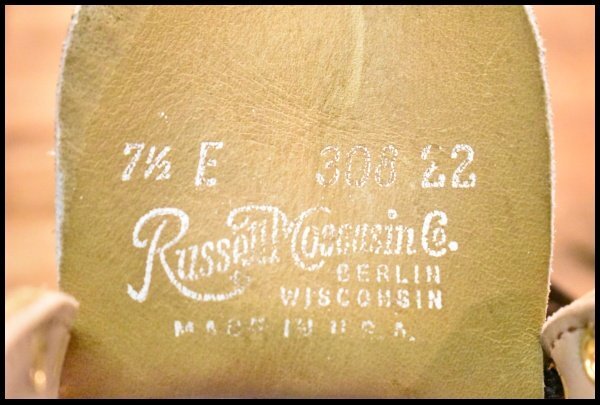 7½ E 308 22
Russell Moccasin Co.
BERLIN
WISCONSIN
MADE IN U.S.A.